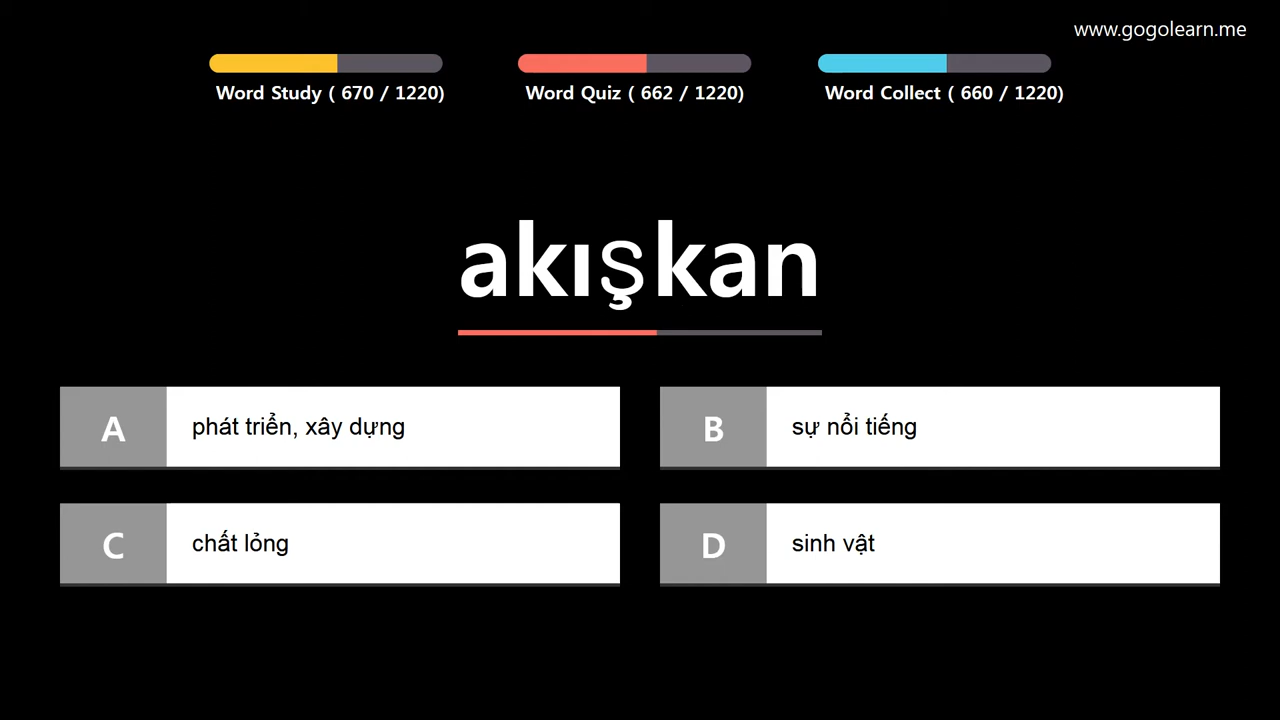 www.gogolearn.me
Word Study ( 670 / 1220)
Word Quiz ( 662 / 1220)
Word Collect ( 660 / 1220)
akışkan
A phát triển, xây dựng
B sự nổi tiếng
C chất lỏng
D sinh vật